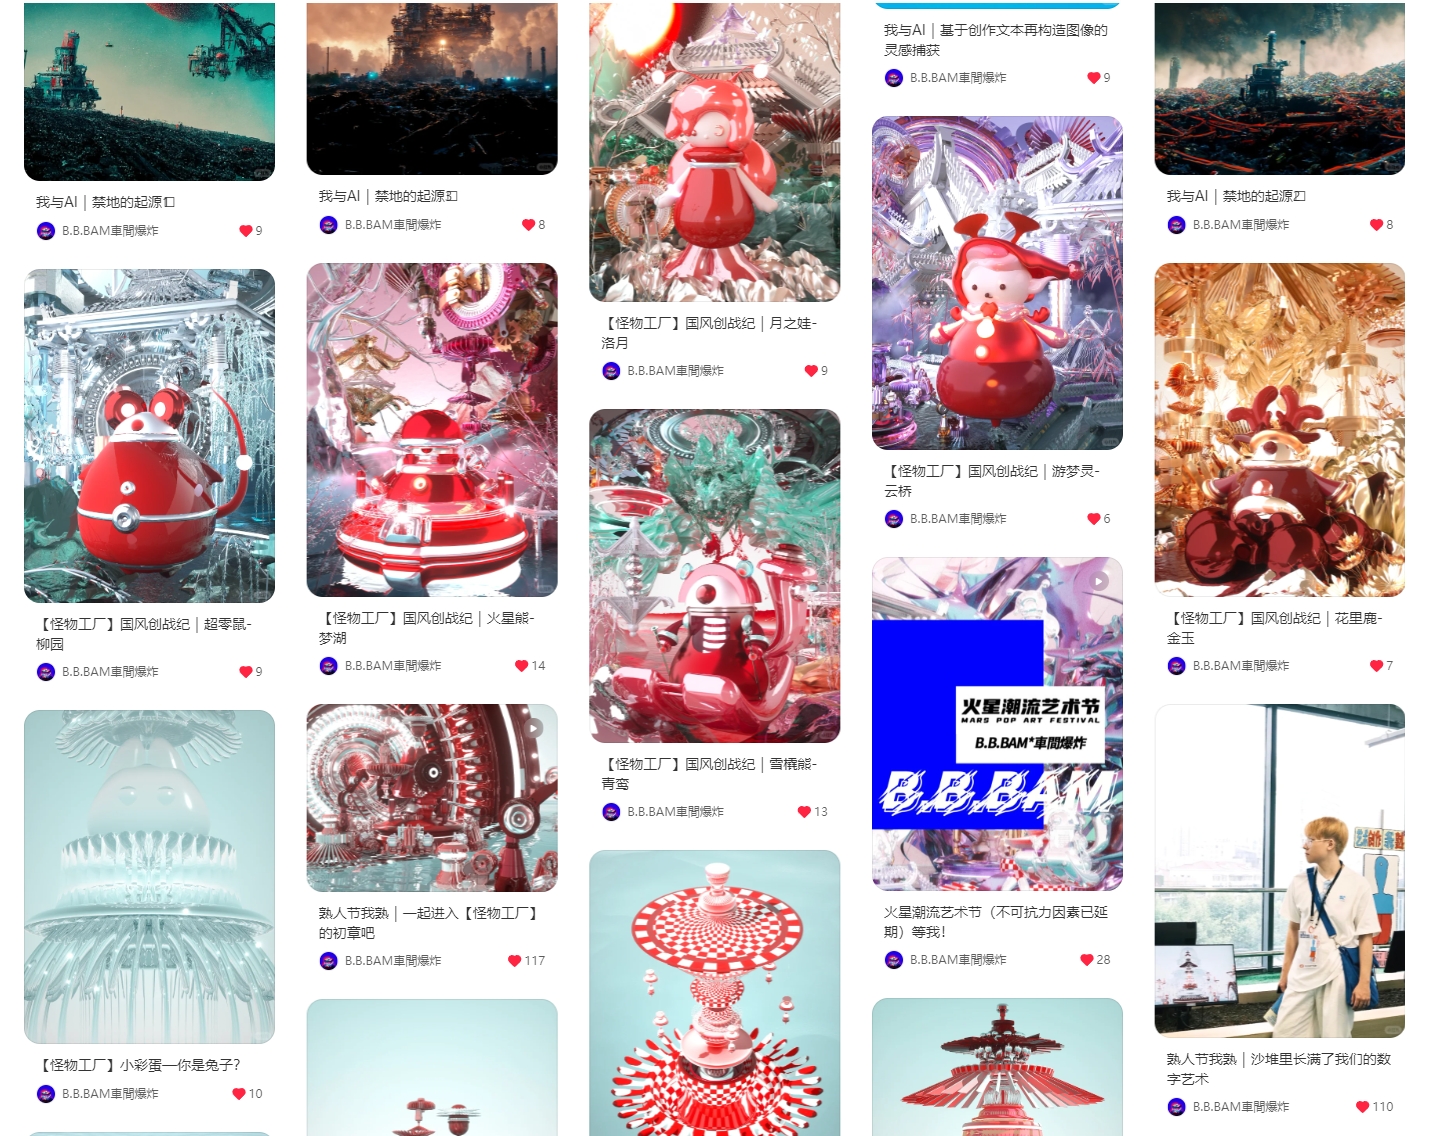 我与AI｜禁地的起源
B.B.BAM車間爆炸
9
【怪物工厂】国风创战纪｜超零鼠-
柳园
B.B.BAM車間爆炸
9
【怪物工厂】小彩蛋—你是兔子？
B.B.BAM車間爆炸
10
我与AI｜禁地的起源
B.B.BAM車間爆炸
8
【怪物工厂】国风创战纪｜火星熊-
梦湖
B.B.BAM車間爆炸
14
熟人节我熟｜一起进入【怪物工厂】
的初章吧
B.B.BAM車間爆炸
117
【怪物工厂】国风创战纪｜月之娃-
洛月
B.B.BAM車間爆炸
9
【怪物工厂】国风创战纪｜雪橇熊-
青鸾
B.B.BAM車間爆炸
13
我与AI｜基于创作文本再构造图像的
灵感捕获
B.B.BAM車間爆炸
9
【怪物工厂】国风创战纪｜游梦灵-
云桥
B.B.BAM車間爆炸
6
火星潮流艺术节
MARS POP ART FESTIVAL
B.B.BAM*車間爆炸
B.B.BAM
火星潮流艺术节（不可抗力因素已延
期）等我！
B.B.BAM車間爆炸
28
我与AI｜禁地的起源
B.B.BAM車間爆炸
8
【怪物工厂】国风创战纪｜花里鹿-
金玉
B.B.BAM車間爆炸
7
熟人节我熟｜沙堆里长满了我们的数
字艺术
B.B.BAM車間爆炸
110